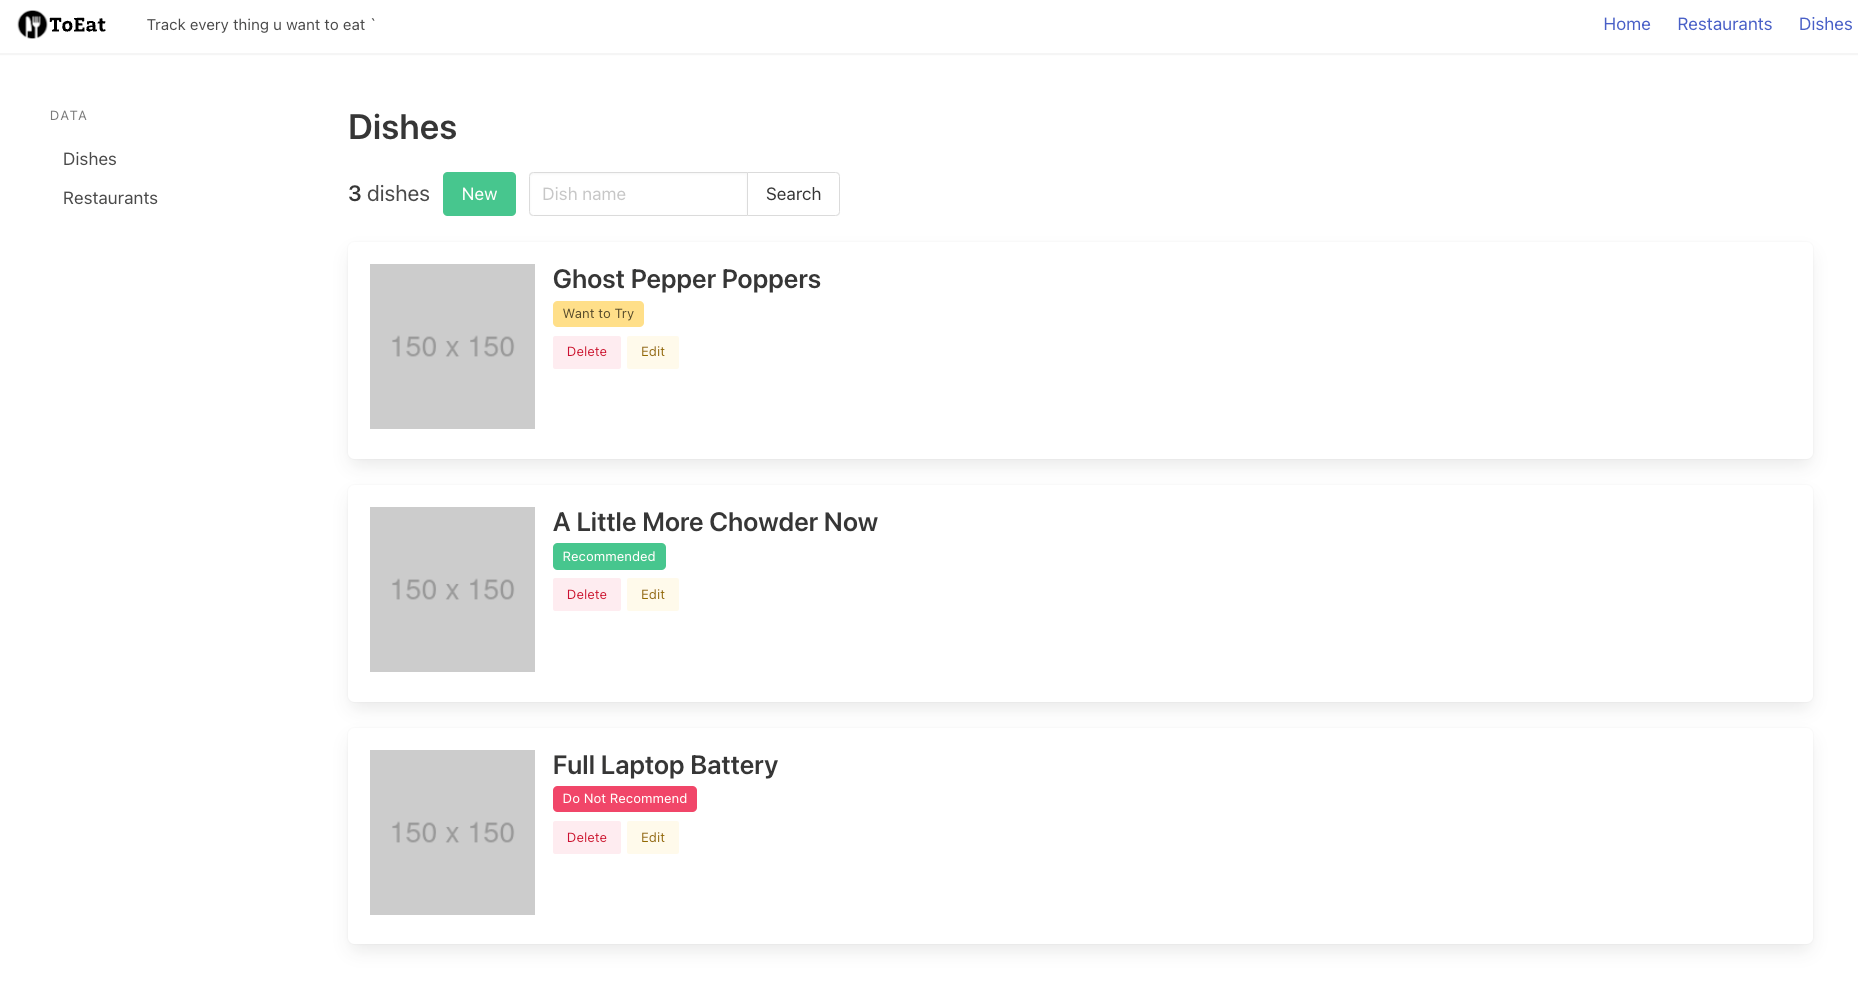 ToEat
Track every thing u want to eat `
Home Restaurants Dishes
DATA
Dishes
Restaurants
Dishes
3 dishes New Dish name Search
150 x 150
Ghost Pepper Poppers
Want to Try
Delete Edit
150 x 150
A Little More Chowder Now
Recommended
Delete Edit
150 x 150
Full Laptop Battery
Do Not Recommend
Delete Edit